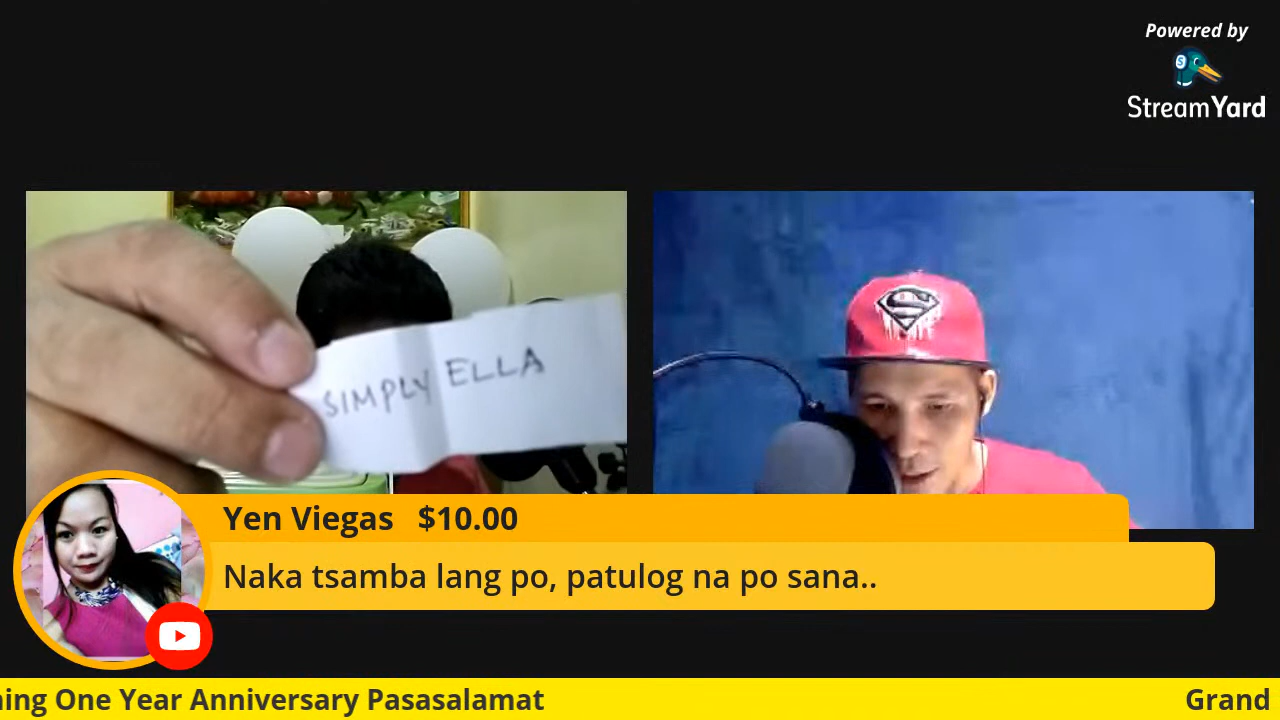 Powered by
StreamYard
SIMPLY ELLA
Yen Viegas $10.00
Naka tsamba lang po, patulog na po sana..
One Year Anniversary Pasasalamat
Grand